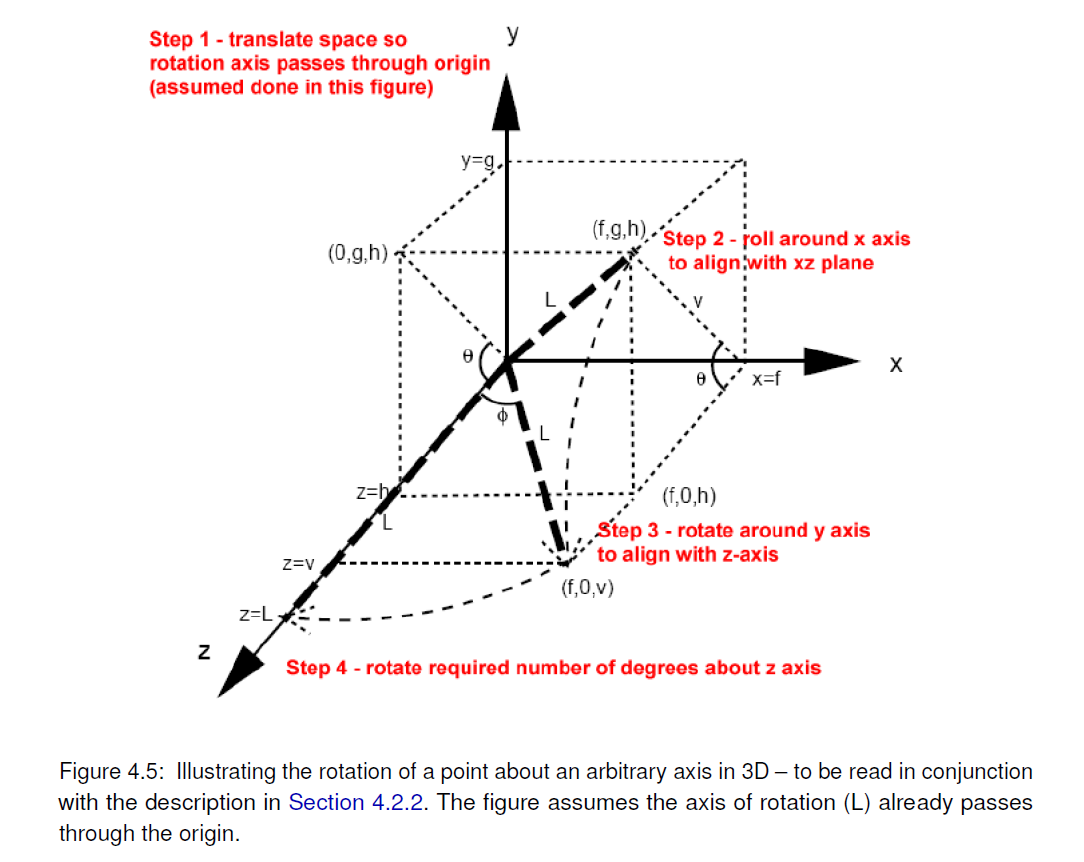 Step 1 - translate space so
rotation axis passes through origin
(assumed done in this figure)
y
y=g
(0,g,h)
(f,g,h)
Step 2 - roll around x axis
to align with xz plane
L
v
θ
x
θ
x=f
ϕ
L
z=h
(f,0,h)
L
Step 3 - rotate around y axis
to align with z-axis
z=v
(f,0,v)
z=L
z
Step 4 - rotate required number of degrees about z axis
Figure 4.5: Illustrating the rotation of a point about an arbitrary axis in 3D – to be read in conjunction
with the description in Section 4.2.2. The figure assumes the axis of rotation (L) already passes
through the origin.